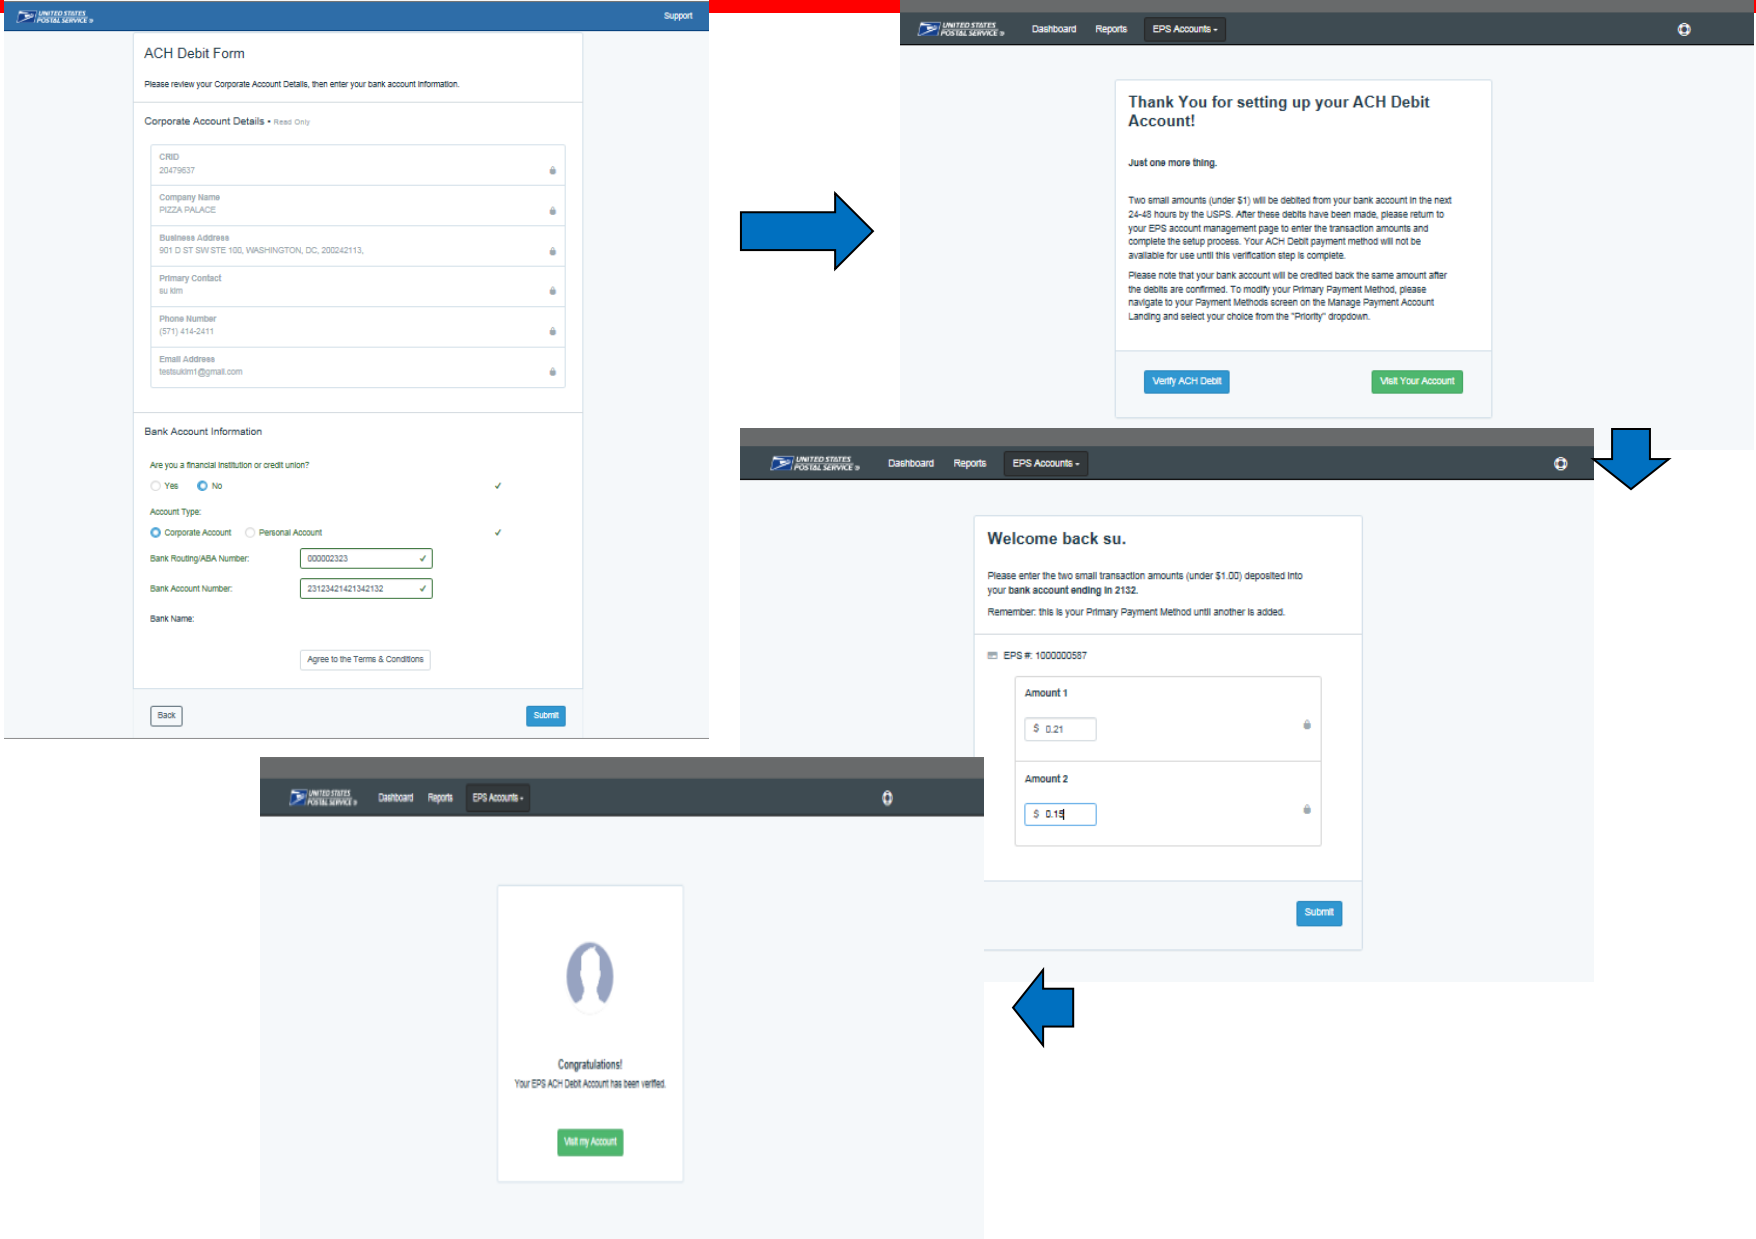 UNITED STATES
POSTAL SERVICE ®
Support
ACH Debit Form
Please review your Corporate Account Details, then enter your bank account information.
Corporate Account Details • Read Only
CRID
20479637
Company Name
PIZZA PALACE
Business Address
901 D ST SW STE 100, WASHINGTON, DC, 200242113,
Primary Contact
su kim
Phone Number
(571) 414-2411
Email Address
testsukim1@gmail.com
Bank Account Information
Are you a financial institution or credit union?
Yes No
Account Type:
Corporate Account Personal Account
Bank Routing/ABA Number: 000002323
Bank Account Number: 23123421421342132
Bank Name:
Agree to the Terms & Conditions
Back Submit
UNITED STATES
POSTAL SERVICE ®
Dashboard Reports EPS Accounts
Thank You for setting up your ACH Debit
Account!
Just one more thing.
Two small amounts (under $1) will be debited from your bank account in the next
24-48 hours by the USPS. After these debits have been made, please return to
your EPS account management page to enter the transaction amounts and
complete the setup process. Your ACH Debit payment method will not be
available for use until this verification step is complete.
Please note that your bank account will be credited back the same amount after
the debits are confirmed. To modify your Primary Payment Method, please
navigate to your Payment Methods screen on the Manage Payment Account
Landing and select your choice from the "Priority" dropdown.
Verify ACH Debit Visit Your Account
UNITED STATES
POSTAL SERVICE ®
Dashboard Reports EPS Accounts
Welcome back su.
Please enter the two small transaction amounts (under $1.00) deposited into
your bank account ending in 2132.
Remember: this is your Primary Payment Method until another is added.
EPS #: 1000000587
Amount 1
$ 0.21
Amount 2
$ 0.15
Submit
UNITED STATES
POSTAL SERVICE ®
Dashboard Reports EPS Accounts
Congratulations!
Your EPS ACH Debit Account has been verified.
Visit my Account